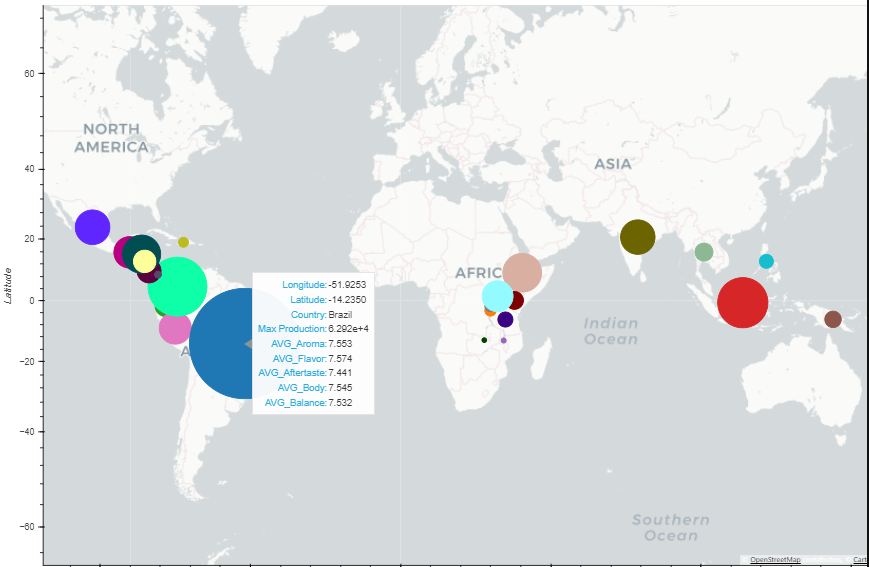 60
NORTH
AMERICA
ASIA
40
20
AFRIC
Latitude
0
Longitude: -51.9253
Latitude: -14.2350
Country: Brazil
Max Production: 6.292e+4
AVG_Aroma: 7.553
AVG_Flavor: 7.574
AVG_Aftertaste: 7.441
AVG_Body: 7.545
AVG_Balance: 7.532
Indian
Ocean
A
−20
−40
−60
Southern
Ocean
OpenStreetMap
Cart